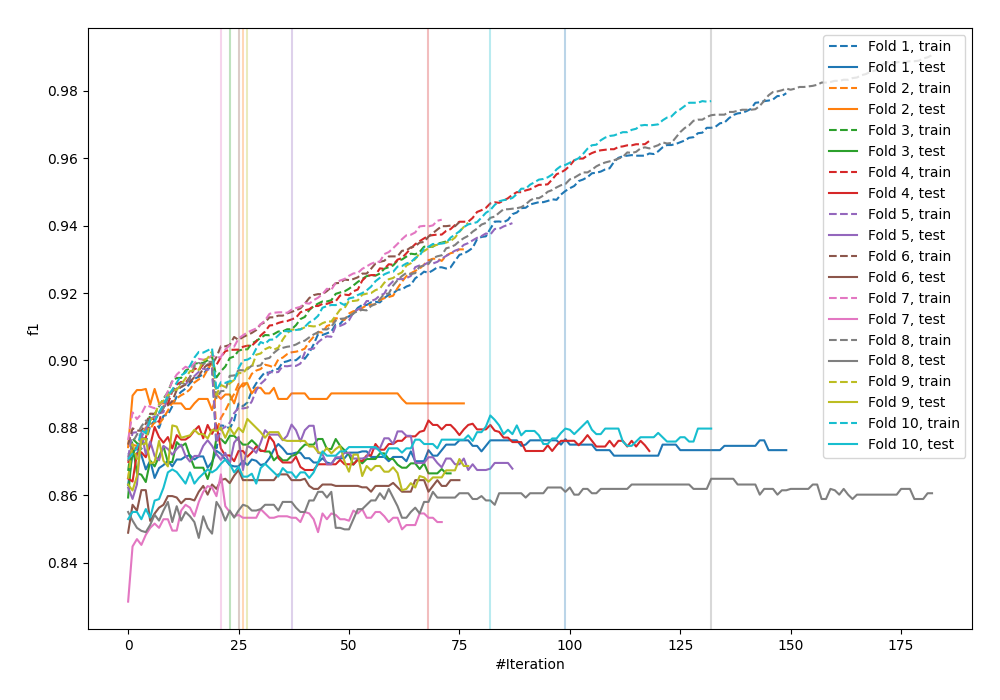 0.98
0.96
0.94
0.92
0.90
0.88
0.86
0.84
f1
0
25
50
75
100
125
150
175
#Iteration
Fold 1, train
Fold 1, test
Fold 2, train
Fold 2, test
Fold 3, train
Fold 3, test
Fold 4, train
Fold 4, test
Fold 5, train
Fold 5, test
Fold 6, train
Fold 6, test
Fold 7, train
Fold 7, test
Fold 8, train
Fold 8, test
Fold 9, train
Fold 9, test
Fold 10, train
Fold 10, test